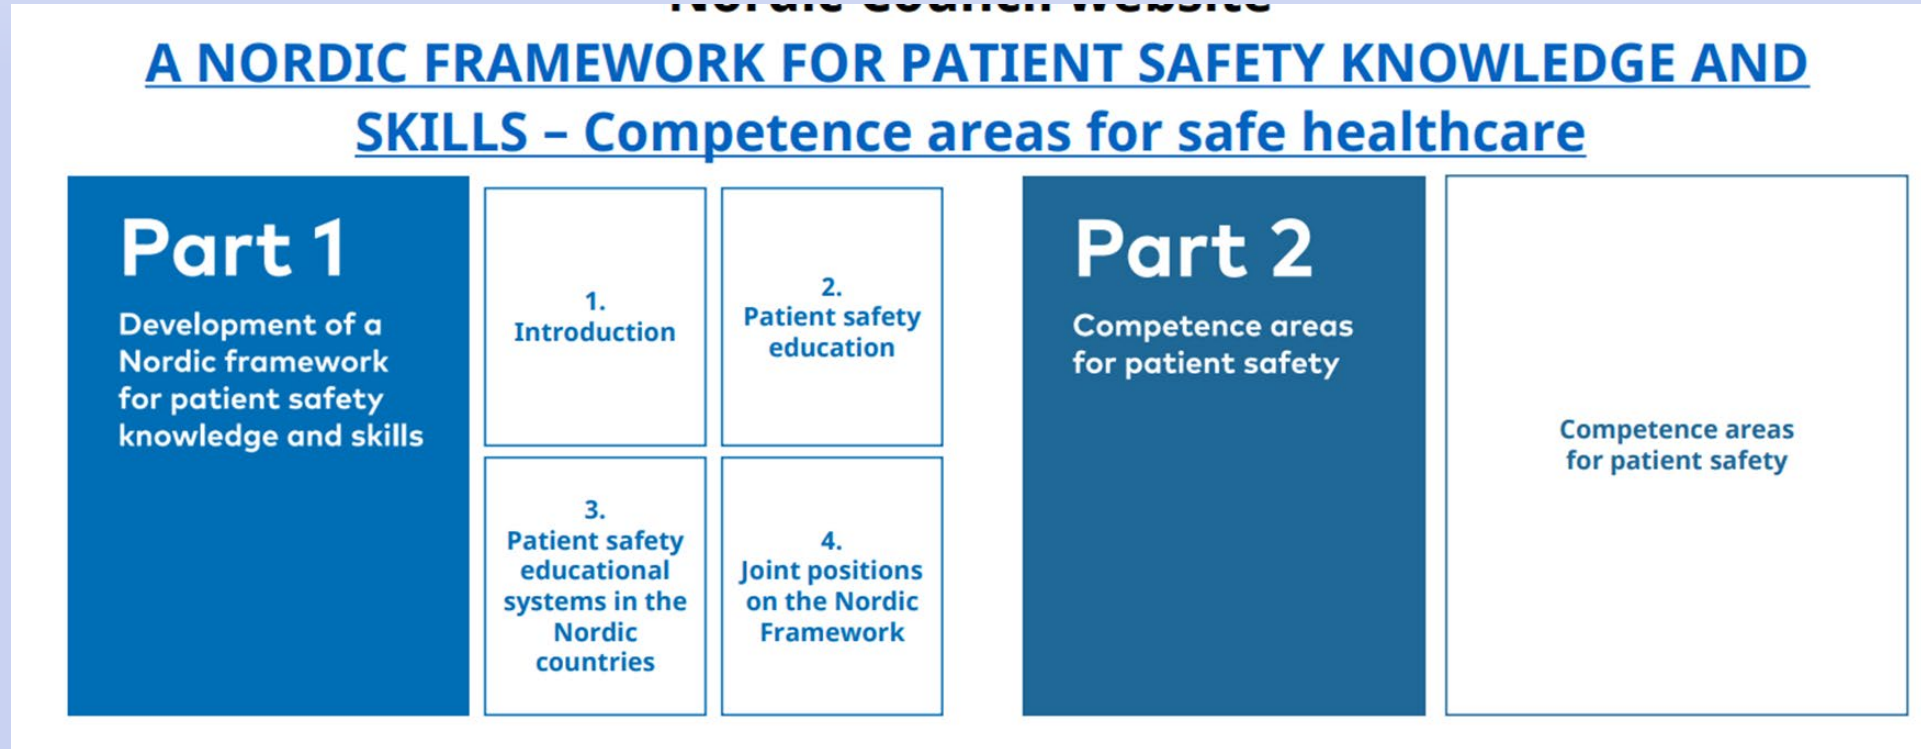 Nordic Council website
A NORDIC FRAMEWORK FOR PATIENT SAFETY KNOWLEDGE AND
SKILLS – Competence areas for safe healthcare
Part 1
Development of a
Nordic framework
for patient safety
knowledge and skills
1.
Introduction
2.
Patient safety
education
3.
Patient safety
educational
systems in the
Nordic
countries
4.
Joint positions
on the Nordic
Framework
Part 2
Competence areas
for patient safety
Competence areas
for patient safety